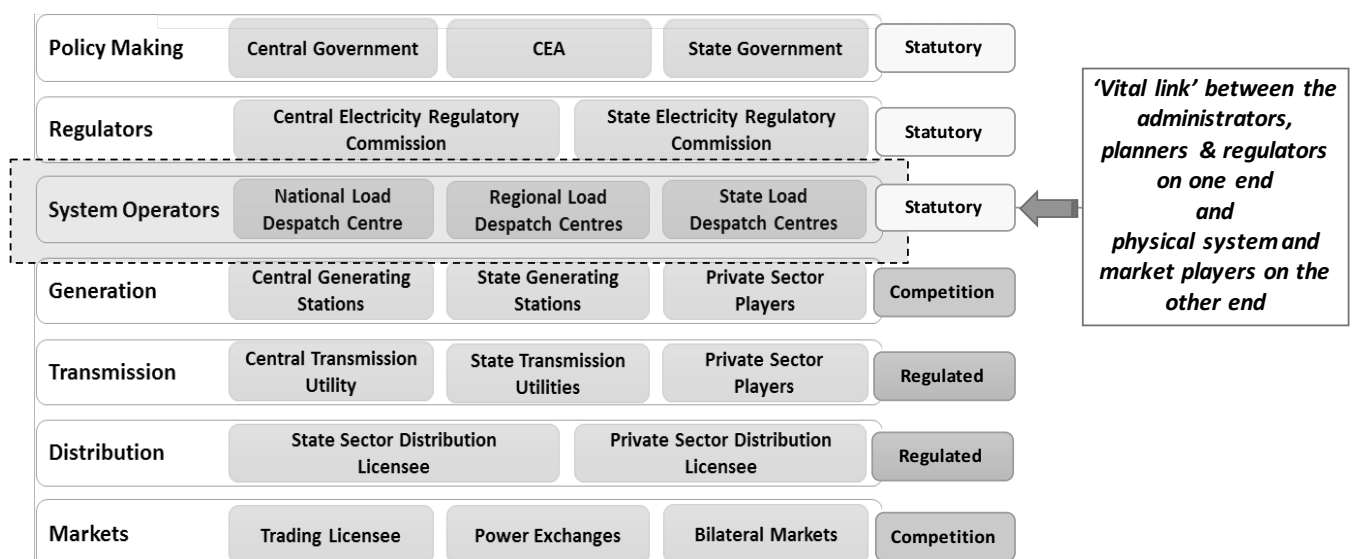 Policy Making
Central Government
CEA
State Government
Statutory
Regulators
Central Electricity Regulatory
Commission
State Electricity Regulatory
Commission
Statutory
System Operators
National Load
Despatch Centre
Regional Load
Despatch Centres
State Load
Despatch Centres
Statutory
Generation
Central Generating
Stations
State Generating
Stations
Private Sector
Players
Competition
Transmission
Central Transmission
Utility
State Transmission
Utilities
Private Sector
Players
Regulated
Distribution
State Sector Distribution
Licensee
Private Sector Distribution
Licensee
Regulated
Markets
Trading Licensee
Power Exchanges
Bilateral Markets
Competition
‘Vital link’ between the
administrators,
planners & regulators
on one end
and
physical system and
market players on the
other end